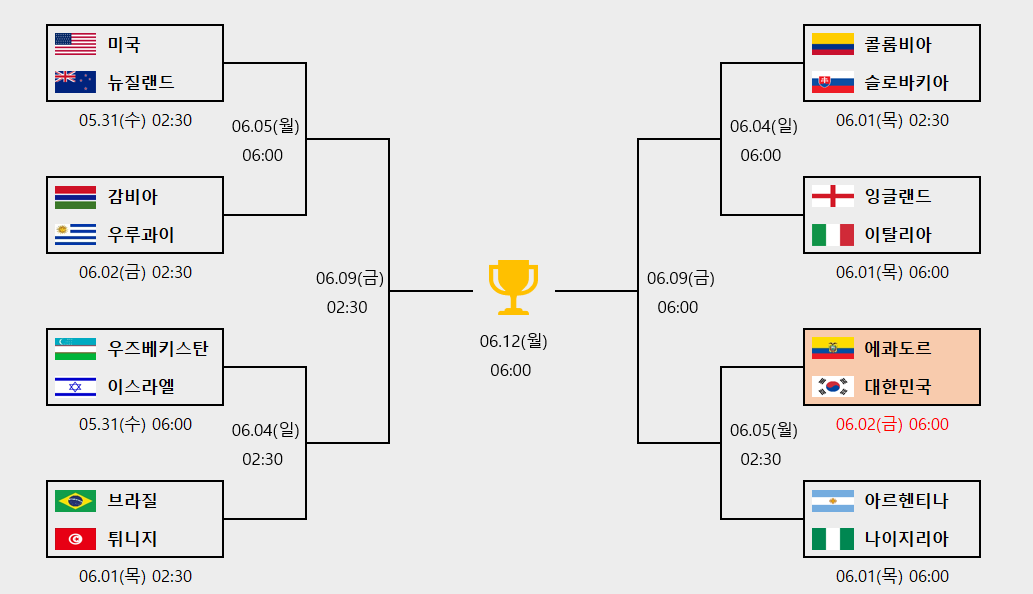 미국
뉴질랜드
05.31(수) 02:30
감비아
우루과이
06.02(금) 02:30
우즈베키스탄
이스라엘
05.31(수) 06:00
브라질
튀니지
06.01(목) 02:30
06.05(월)
06:00
06.04(일)
02:30
06.09(금)
02:30
06.12(월)
06:00
06.09(금)
06:00
06.04(일)
06:00
06.05(월)
02:30
콜롬비아
슬로바키아
06.01(목) 02:30
잉글랜드
이탈리아
06.01(목) 06:00
에콰도르
대한민국
06.02(금) 06:00
아르헨티나
나이지리아
06.01(목) 06:00